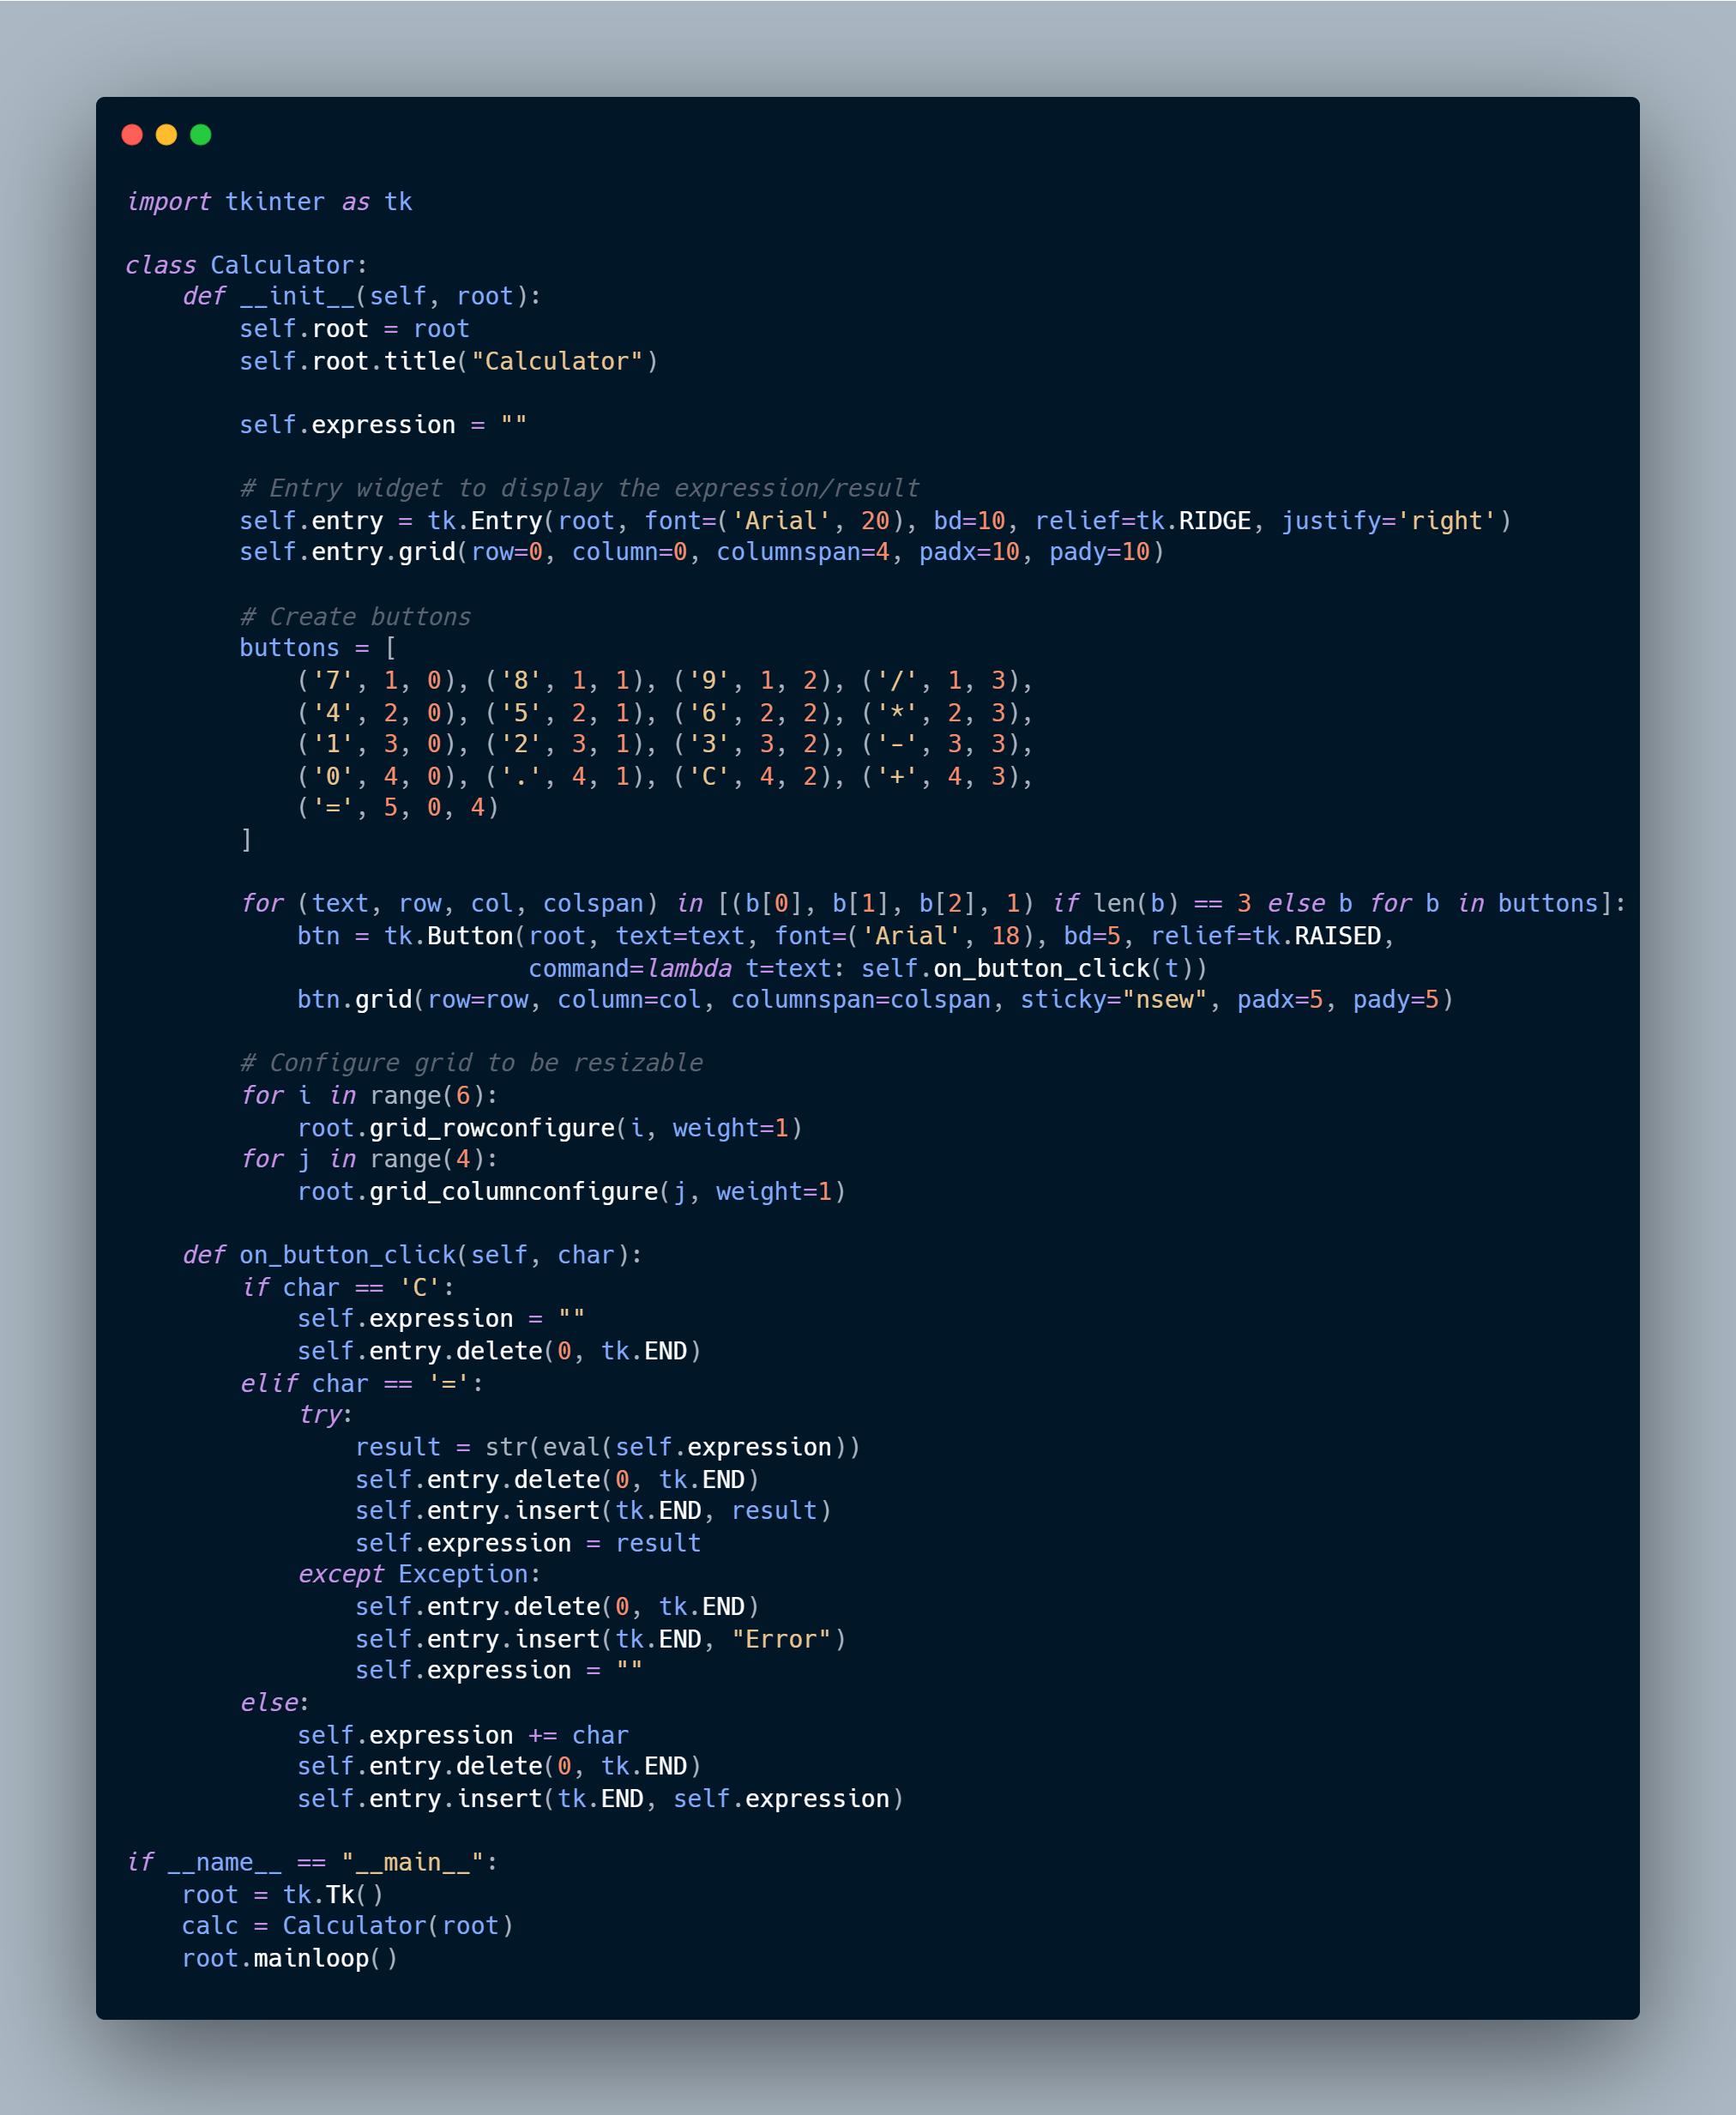 import tkinter as tk

class Calculator:
    def __init__(self, root):
        self.root = root
        self.root.title("Calculator")

        self.expression = ""

        # Entry widget to display the expression/result
        self.entry = tk.Entry(root, font=('Arial', 20), bd=10, relief=tk.RIDGE, justify='right')
        self.entry.grid(row=0, column=0, columnspan=4, padx=10, pady=10)

        # Create buttons
        buttons = [
            ('7', 1, 0), ('8', 1, 1), ('9', 1, 2), ('/', 1, 3),
            ('4', 2, 0), ('5', 2, 1), ('6', 2, 2), ('*', 2, 3),
            ('1', 3, 0), ('2', 3, 1), ('3', 3, 2), ('-', 3, 3),
            ('0', 4, 0), ('.', 4, 1), ('C', 4, 2), ('+', 4, 3),
            ('=', 5, 0, 4)
        ]

        for (text, row, col, colspan) in [(b[0], b[1], b[2], 1) if len(b) == 3 else b for b in buttons]:
            btn = tk.Button(root, text=text, font=('Arial', 18), bd=5, relief=tk.RAISED,
                            command=lambda t=text: self.on_button_click(t))
            btn.grid(row=row, column=col, columnspan=colspan, sticky="nsew", padx=5, pady=5)

        # Configure grid to be resizable
        for i in range(6):
            root.grid_rowconfigure(i, weight=1)
        for j in range(4):
            root.grid_columnconfigure(j, weight=1)

    def on_button_click(self, char):
        if char == 'C':
            self.expression = ""
            self.entry.delete(0, tk.END)
        elif char == '=':
            try:
                result = str(eval(self.expression))
                self.entry.delete(0, tk.END)
                self.entry.insert(tk.END, result)
                self.expression = result
            except Exception:
                self.entry.delete(0, tk.END)
                self.entry.insert(tk.END, "Error")
                self.expression = ""
        else:
            self.expression += char
            self.entry.delete(0, tk.END)
            self.entry.insert(tk.END, self.expression)

if __name__ == "__main__":
    root = tk.Tk()
    calc = Calculator(root)
    root.mainloop()